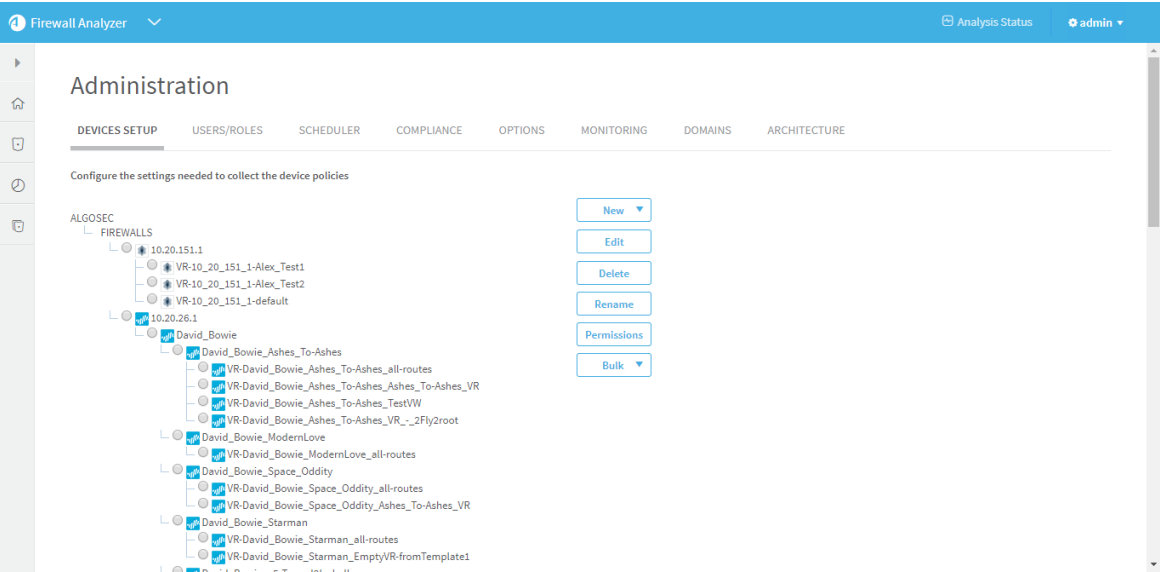 Firewall Analyzer
Analysis Status
admin
Administration
DEVICES SETUP USERS/ROLES SCHEDULER COMPLIANCE OPTIONS MONITORING DOMAINS ARCHITECTURE
Configure the settings needed to collect the device policies
ALGOSEC
FIREWALLS
10.20.151.1
VR-10_20_151_1-Alex_Test1
VR-10_20_151_1-Alex_Test2
VR-10_20_151_1-default
10.20.26.1
David_Bowie
David_Bowie_Ashes_To-Ashes
VR-David_Bowie_Ashes_To-Ashes_all-routes
VR-David_Bowie_Ashes_To-Ashes_Ashes_To-Ashes_VR
VR-David_Bowie_Ashes_To-Ashes_TestVW
VR-David_Bowie_Ashes_To-Ashes_VR_-_2Fly2root
David_Bowie_ModernLove
VR-David_Bowie_ModernLove_all-routes
David_Bowie_Space_Oddity
VR-David_Bowie_Space_Oddity_all-routes
VR-David_Bowie_Space_Oddity_Ashes_To-Ashes_VR
David_Bowie_Starman
VR-David_Bowie_Starman_all-routes
VR-David_Bowie_Starman_EmptyVR-fromTemplate1
New
Edit
Delete
Rename
Permissions
Bulk